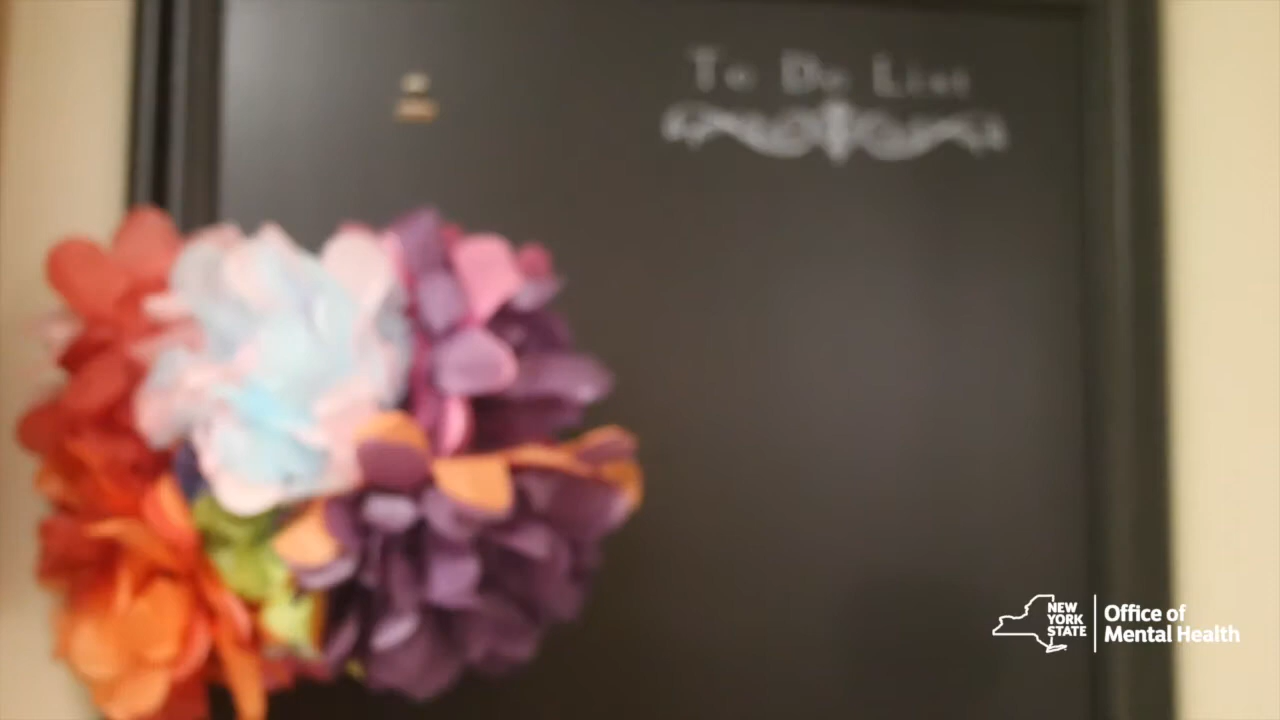 To Do List
NEW
YORK
STATE
Office of
Mental Health